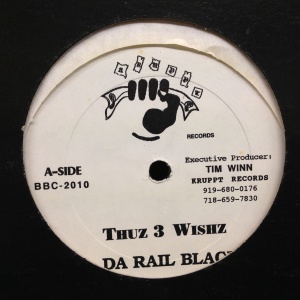 RECORDS
A-SIDE
BBC-2010
Executive Producer:
TIM WINN
KRUPPT RECORDS
919-680-0176
718-659-7830
THUZ 3 WISHZ
DA RAIL BLACK